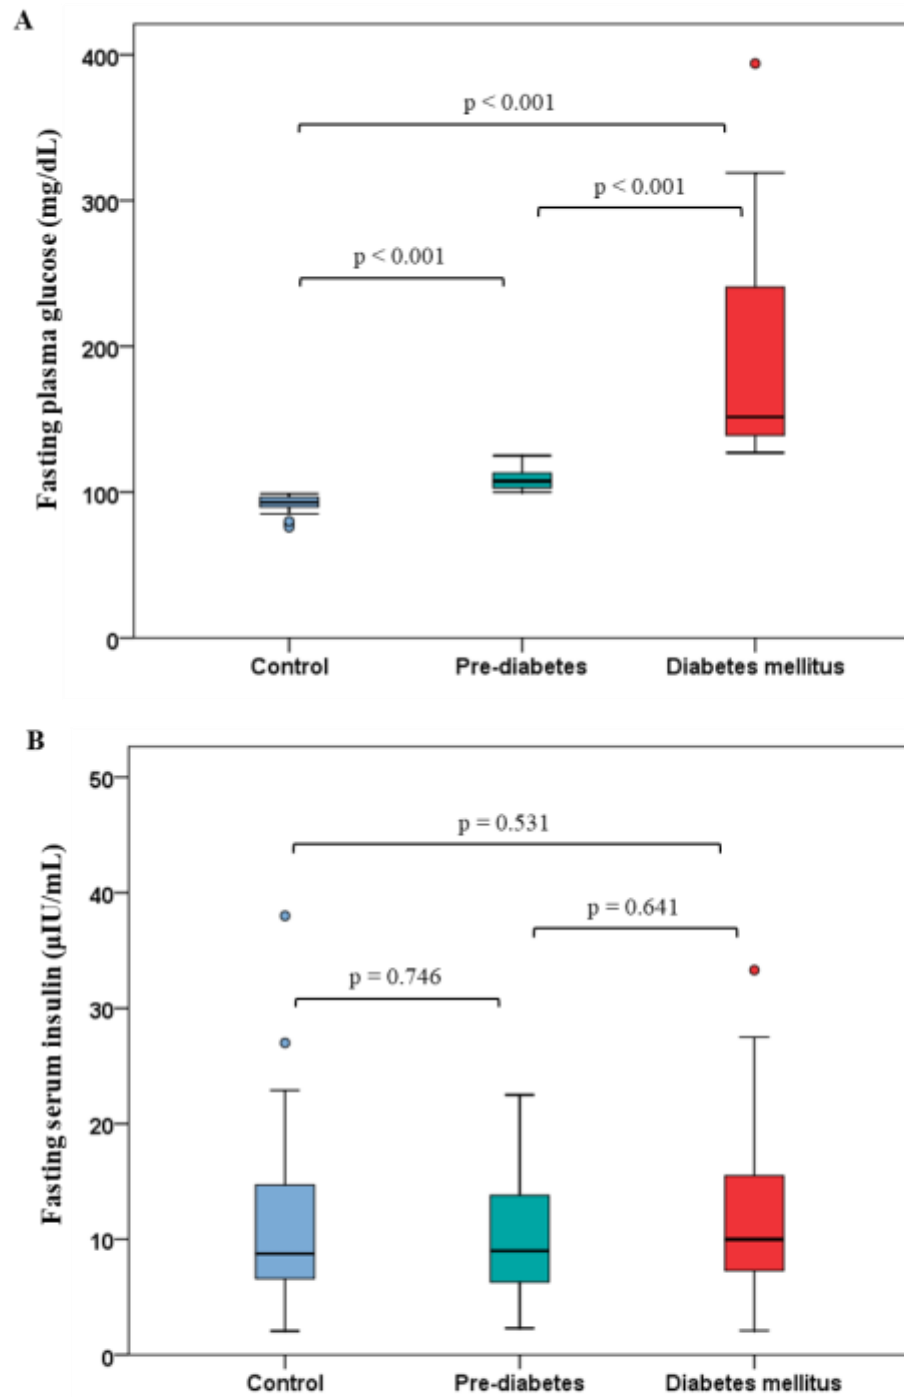 A
Fasting plasma glucose (mg/dL)
400
300
200
100
0
p < 0.001
p < 0.001
p < 0.001
Control
Pre-diabetes
Diabetes mellitus
B
Fasting serum insulin (μIU/mL)
50
40
30
20
10
0
p = 0.531
p = 0.641
p = 0.746
Control
Pre-diabetes
Diabetes mellitus